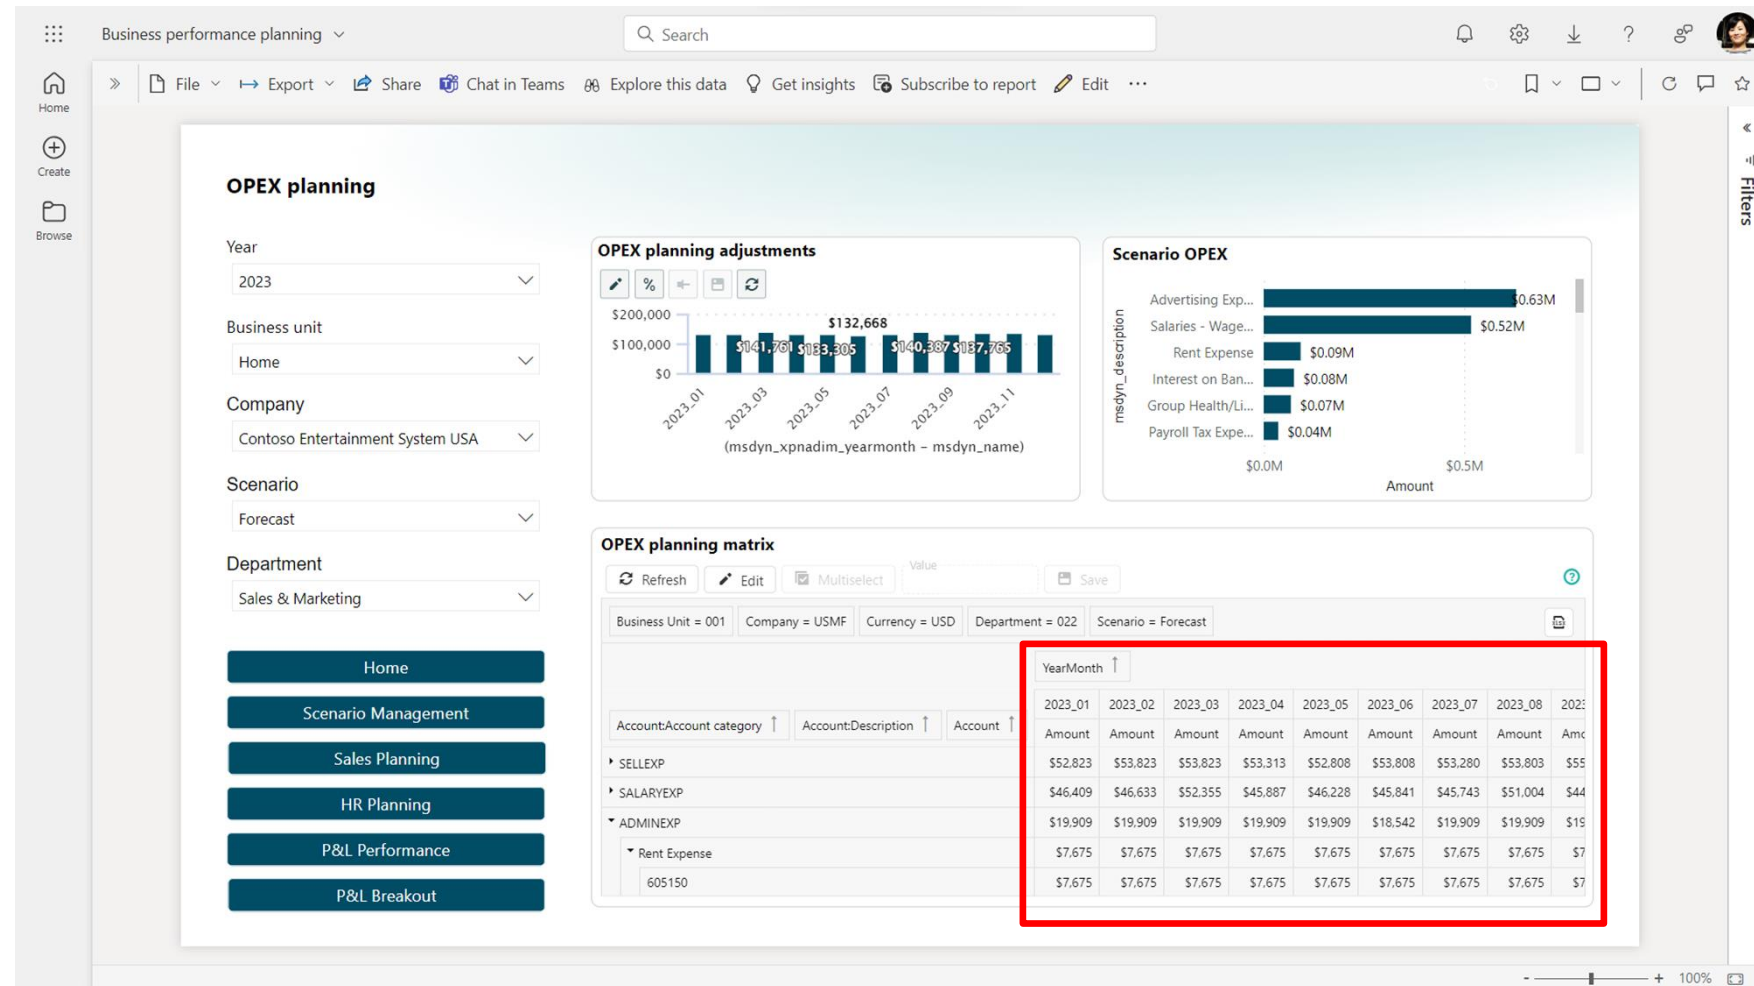 Business performance planning
Search
Home
Create
Browse
File
Export
Share
Chat in Teams
Explore this data
Get insights
Subscribe to report
Edit
Filters
OPEX planning
Year
2023
Business unit
Home
Company
Contoso Entertainment System USA
Scenario
Forecast
Department
Sales & Marketing
Home
Scenario Management
Sales Planning
HR Planning
P&L Performance
P&L Breakout
OPEX planning adjustments
%
$200,000
$100,000
$0
$132,668
$141,761 $133,305 $140,387 $137,765
2023_01 2023_03 2023_05 2023_07 2023_09 2023_11
(msdyn_xpnadim_yearmonth - msdyn_name)
Scenario OPEX
msdyn_description
Advertising Exp... $0.63M
Salaries - Wage... $0.52M
Rent Expense $0.09M
Interest on Ban... $0.08M
Group Health/Li... $0.07M
Payroll Tax Expe... $0.04M
$0.0M $0.5M
Amount
OPEX planning matrix
Refresh Edit Multiselect Value Save
Business Unit = 001 Company = USMF Currency = USD Department = 022 Scenario = Forecast
YearMonth
2023_01 2023_02 2023_03 2023_04 2023_05 2023_06 2023_07 2023_08 2023
Account:Account category Account:Description Account Amount Amount Amount Amount Amount Amount Amount Amount
SELLEXP $52,823 $53,823 $53,823 $53,313 $52,808 $53,808 $53,280 $53,803 $55
SALARYEXP $46,409 $46,633 $52,355 $45,887 $46,228 $45,841 $45,743 $51,004 $44
ADMINEXP $19,909 $19,909 $19,909 $19,909 $19,909 $18,542 $19,909 $19,909 $19
Rent Expense $7,675 $7,675 $7,675 $7,675 $7,675 $7,675 $7,675 $7,675 $7
605150 $7,675 $7,675 $7,675 $7,675 $7,675 $7,675 $7,675 $7,675 $7
- + 100%